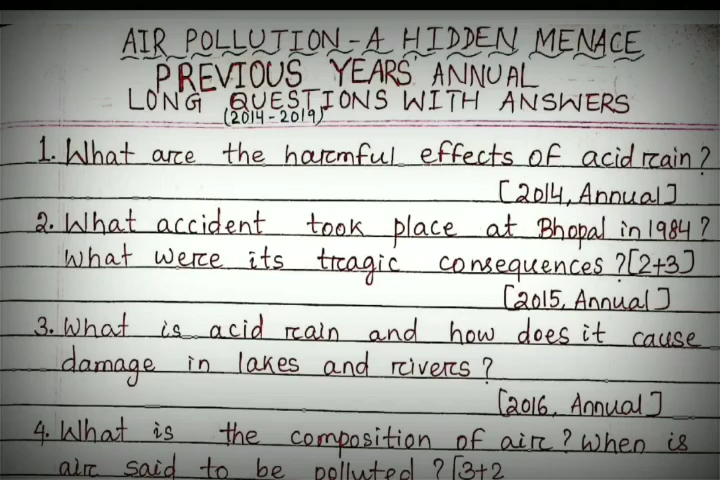 AIR POLLUTION-A HIDDEN MENACE
PREVIOUS YEARS' ANNUAL
LONG QUESTIONS WITH ANSWERS
(2014-2019)
1. What are the harmful effects of acid rain?
[2014, Annual]
2. What accident took place at Bhopal in 1984?
What were its tragic consequences?[2+3]
[2015, Annual]
3. What is acid rain and how does it cause
damage in lakes and rivers?
[2016, Annual]
4. What is the composition of air? When is
air said to be polluted?[3+2